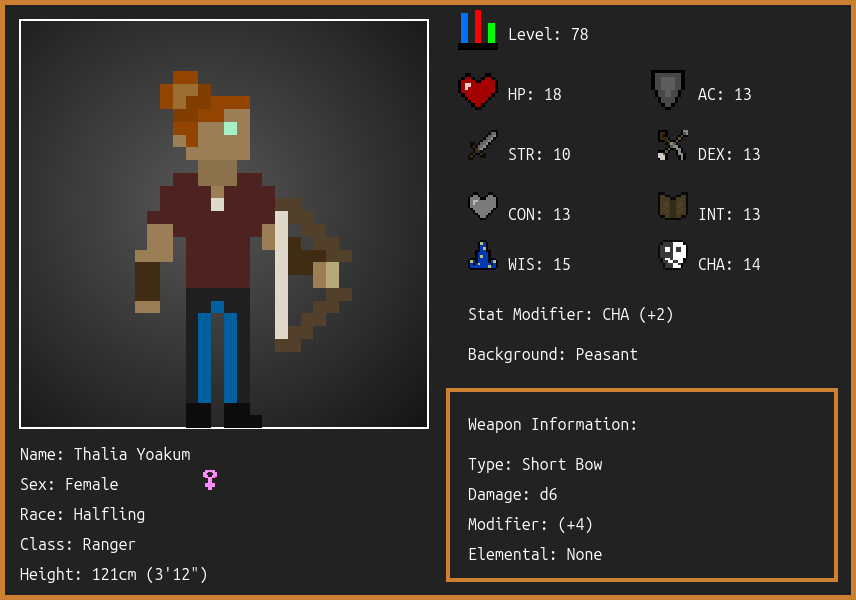 Level: 78
HP: 18
AC: 13
STR: 10
DEX: 13
CON: 13
INT: 13
WIS: 15
CHA: 14
Stat Modifier: CHA (+2)
Background: Peasant
Weapon Information:
Type: Short Bow
Damage: d6
Modifier: (+4)
Elemental: None
Name: Thalia Yoakum
Sex: Female
Race: Halfling
Class: Ranger
Height: 121cm (3'12")